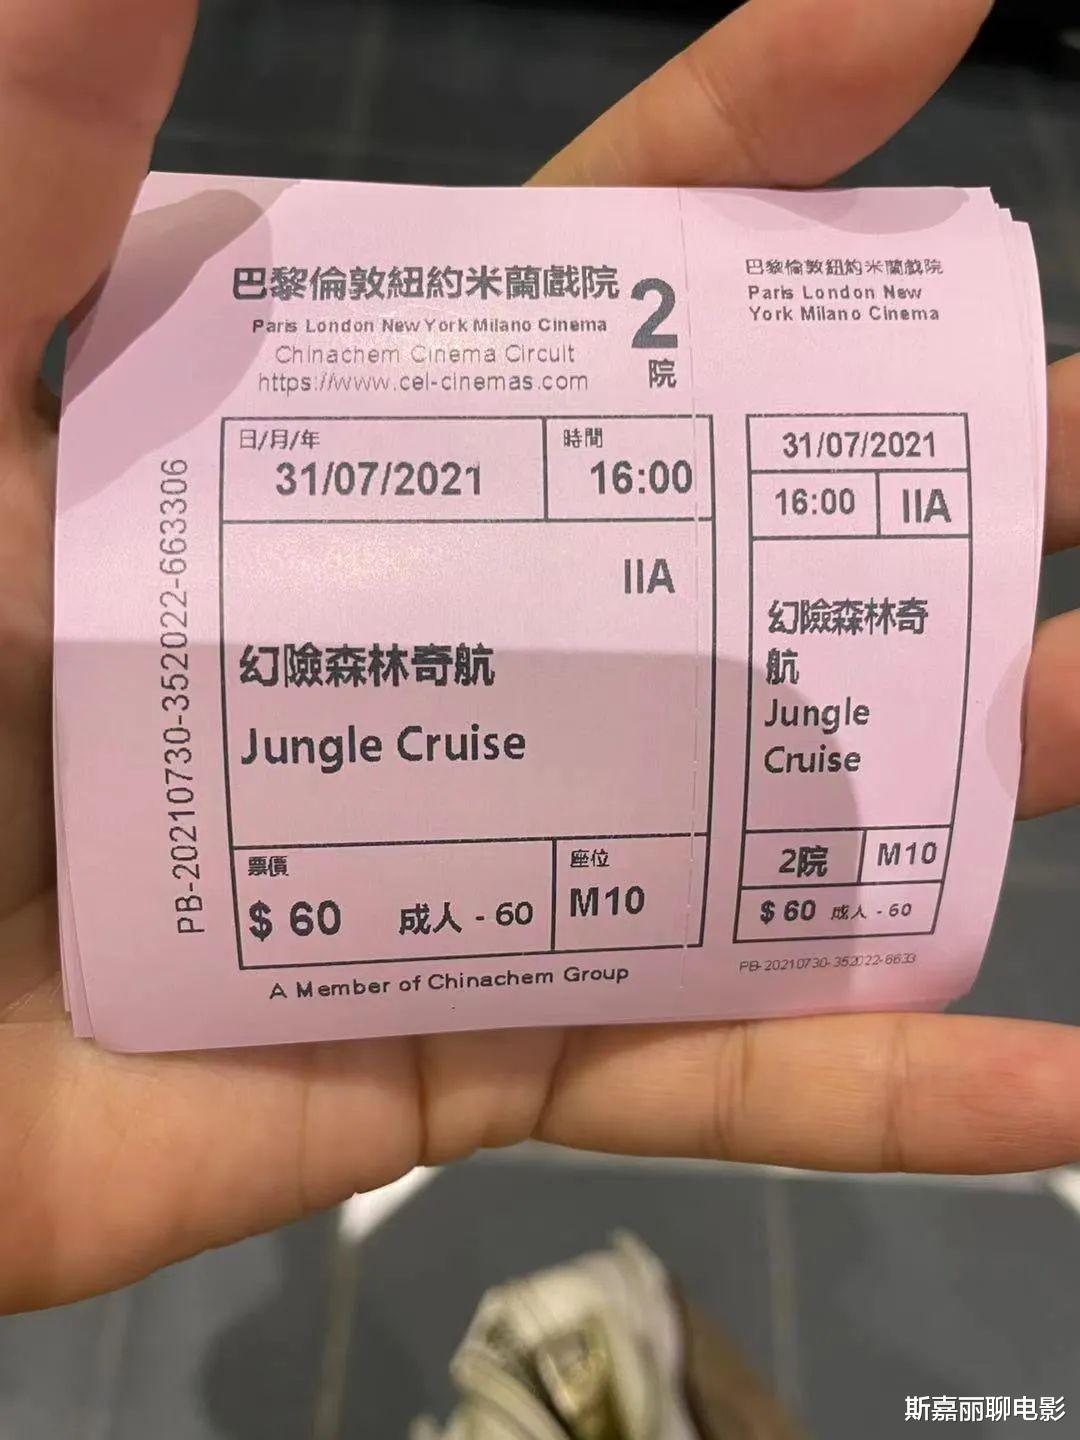 巴黎倫敦紐約米蘭戲院
Paris London New York Milano Cinema
Chinachem Cinema Circuit
https://www.cel-cinemas.com
2
院
日/月/年
31/07/2021
時間
16:00
IIA
幻險森林奇航
Jungle Cruise
票價
$ 60 成人 - 60
座位
M10
A Member of Chinachem Group
PB-20210730-352022-663306
巴黎倫敦紐約米蘭戲院
Paris London New
York Milano Cinema
31/07/2021
16:00
IIA
幻險森林奇
航
Jungle
Cruise
2院
M10
$ 60 成人 - 60
PB-20210730-352022-6633
斯嘉丽聊电影